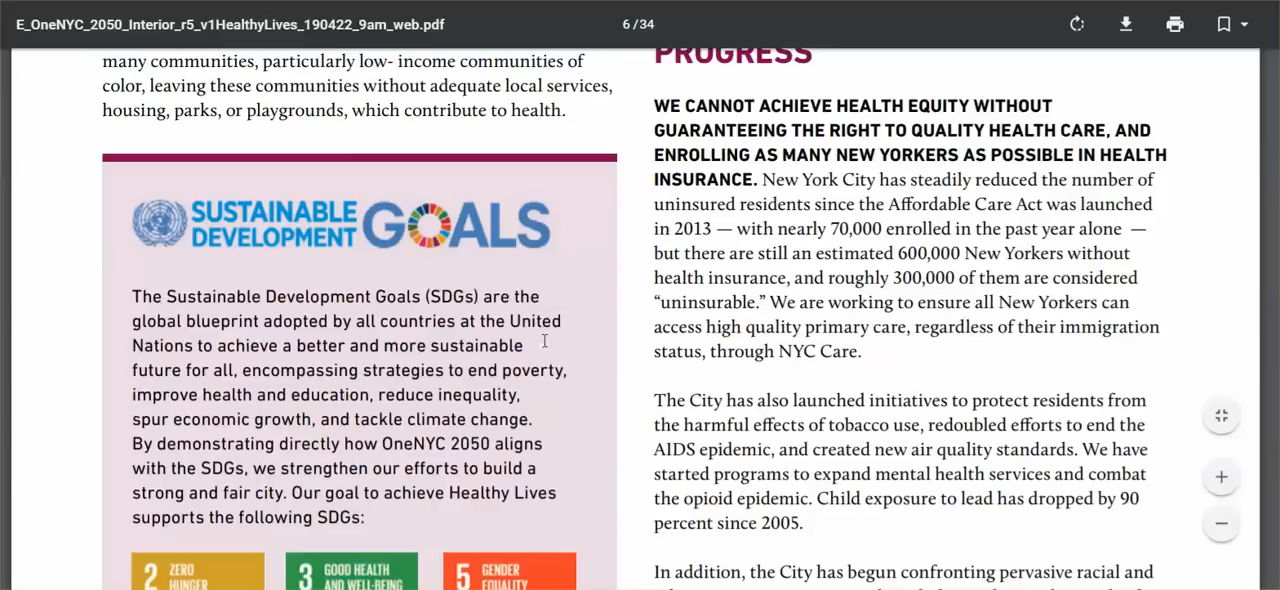 E_OneNYC_2050_Interior_r5_v1HealthyLives_190422_9am_web.pdf
6 / 34
many communities, particularly low- income communities of
color, leaving these communities without adequate local services,
housing, parks, or playgrounds, which contribute to health.
SUSTAINABLE
DEVELOPMENT
GOALS
The Sustainable Development Goals (SDGs) are the
global blueprint adopted by all countries at the United
Nations to achieve a better and more sustainable
future for all, encompassing strategies to end poverty,
improve health and education, reduce inequality,
spur economic growth, and tackle climate change.
By demonstrating directly how OneNYC 2050 aligns
with the SDGs, we strengthen our efforts to build a
strong and fair city. Our goal to achieve Healthy Lives
supports the following SDGs:
2 ZERO
HUNGER
3 GOOD HEALTH
AND WELL-BEING
5 GENDER
EQUALITY
PROGRESS
WE CANNOT ACHIEVE HEALTH EQUITY WITHOUT
GUARANTEEING THE RIGHT TO QUALITY HEALTH CARE, AND
ENROLLING AS MANY NEW YORKERS AS POSSIBLE IN HEALTH
INSURANCE. New York City has steadily reduced the number of
uninsured residents since the Affordable Care Act was launched
in 2013 — with nearly 70,000 enrolled in the past year alone —
but there are still an estimated 600,000 New Yorkers without
health insurance, and roughly 300,000 of them are considered
“uninsurable.” We are working to ensure all New Yorkers can
access high quality primary care, regardless of their immigration
status, through NYC Care.
The City has also launched initiatives to protect residents from
the harmful effects of tobacco use, redoubled efforts to end the
AIDS epidemic, and created new air quality standards. We have
started programs to expand mental health services and combat
the opioid epidemic. Child exposure to lead has dropped by 90
percent since 2005.
In addition, the City has begun confronting pervasive racial and